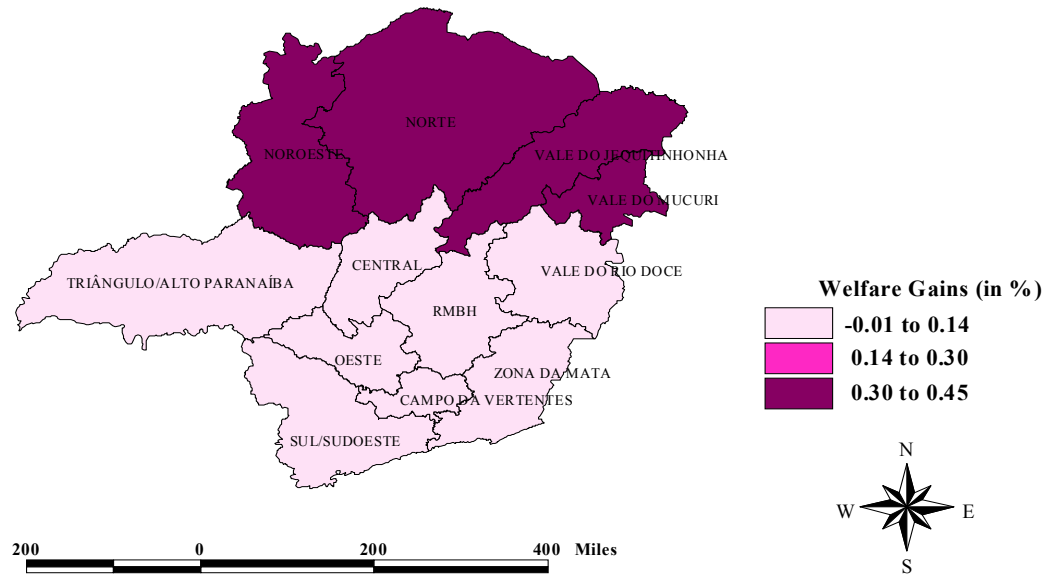 NORTE
NOROESTE
VALE DO JEQUITINHONHA
VALE DO MUCURI
CENTRAL
VALE DO RIO DOCE
TRIÂNGULO/ALTO PARANAÍBA
RMBH
OESTE
ZONA DA MATA
CAMPO DA VERTENTES
SUL/SUDOESTE
Welfare Gains (in %)
-0.01 to 0.14
0.14 to 0.30
0.30 to 0.45
N
W E
S
200 0 200 400 Miles